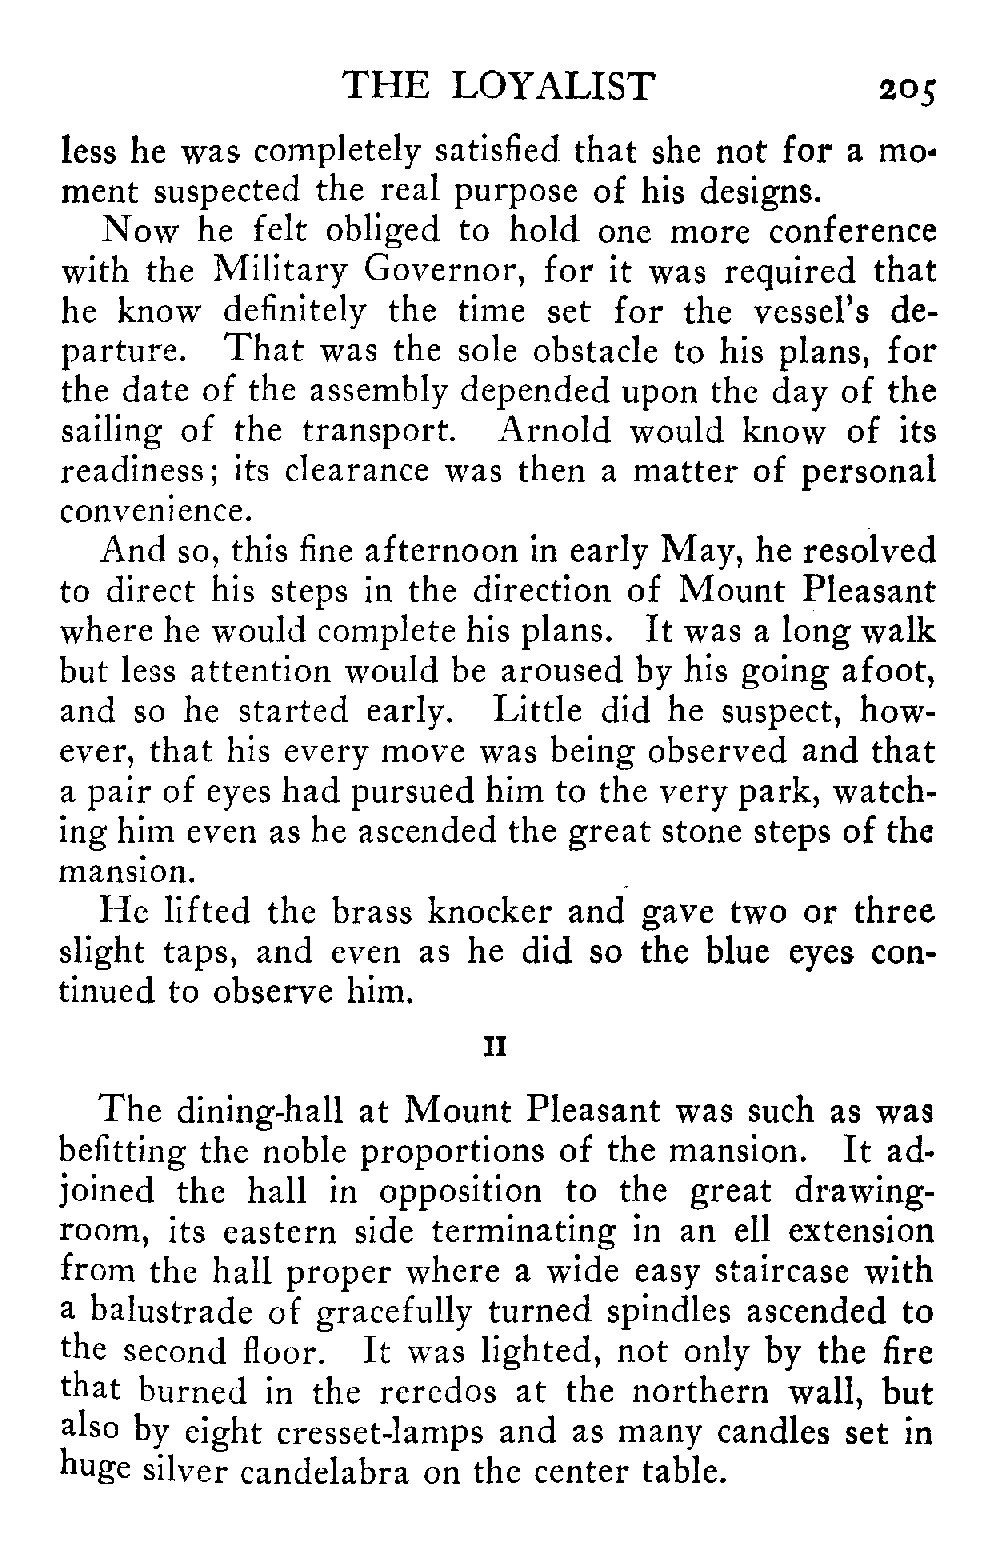 THE LOYALIST 205
less he was completely satisfied that she not for a mo-
ment suspected the real purpose of his designs.
Now he felt obliged to hold one more conference
with the Military Governor, for it was required that
he know definitely the time set for the vessel's de-
parture. That was the sole obstacle to his plans, for
the date of the assembly depended upon the day of the
sailing of the transport. Arnold would know of its
readiness; its clearance was then a matter of personal
convenience.
And so, this fine afternoon in early May, he resolved
to direct his steps in the direction of Mount Pleasant
where he would complete his plans. It was a long walk
but less attention would be aroused by his going afoot,
and so he started early. Little did he suspect, how-
ever, that his every move was being observed and that
a pair of eyes had pursued him to the very park, watch-
ing him even as he ascended the great stone steps of the
mansion.
He lifted the brass knocker and gave two or three
slight taps, and even as he did so the blue eyes con-
tinued to observe him.
II
The dining-hall at Mount Pleasant was such as was
befitting the noble proportions of the mansion. It ad-
joined the hall in opposition to the great drawing-
room, its eastern side terminating in an ell extension
from the hall proper where a wide easy staircase with
a balustrade of gracefully turned spindles ascended to
the second floor. It was lighted, not only by the fire
that burned in the reredos at the northern wall, but
also by eight cresset-lamps and as many candles set in
huge silver candelabra on the center table.